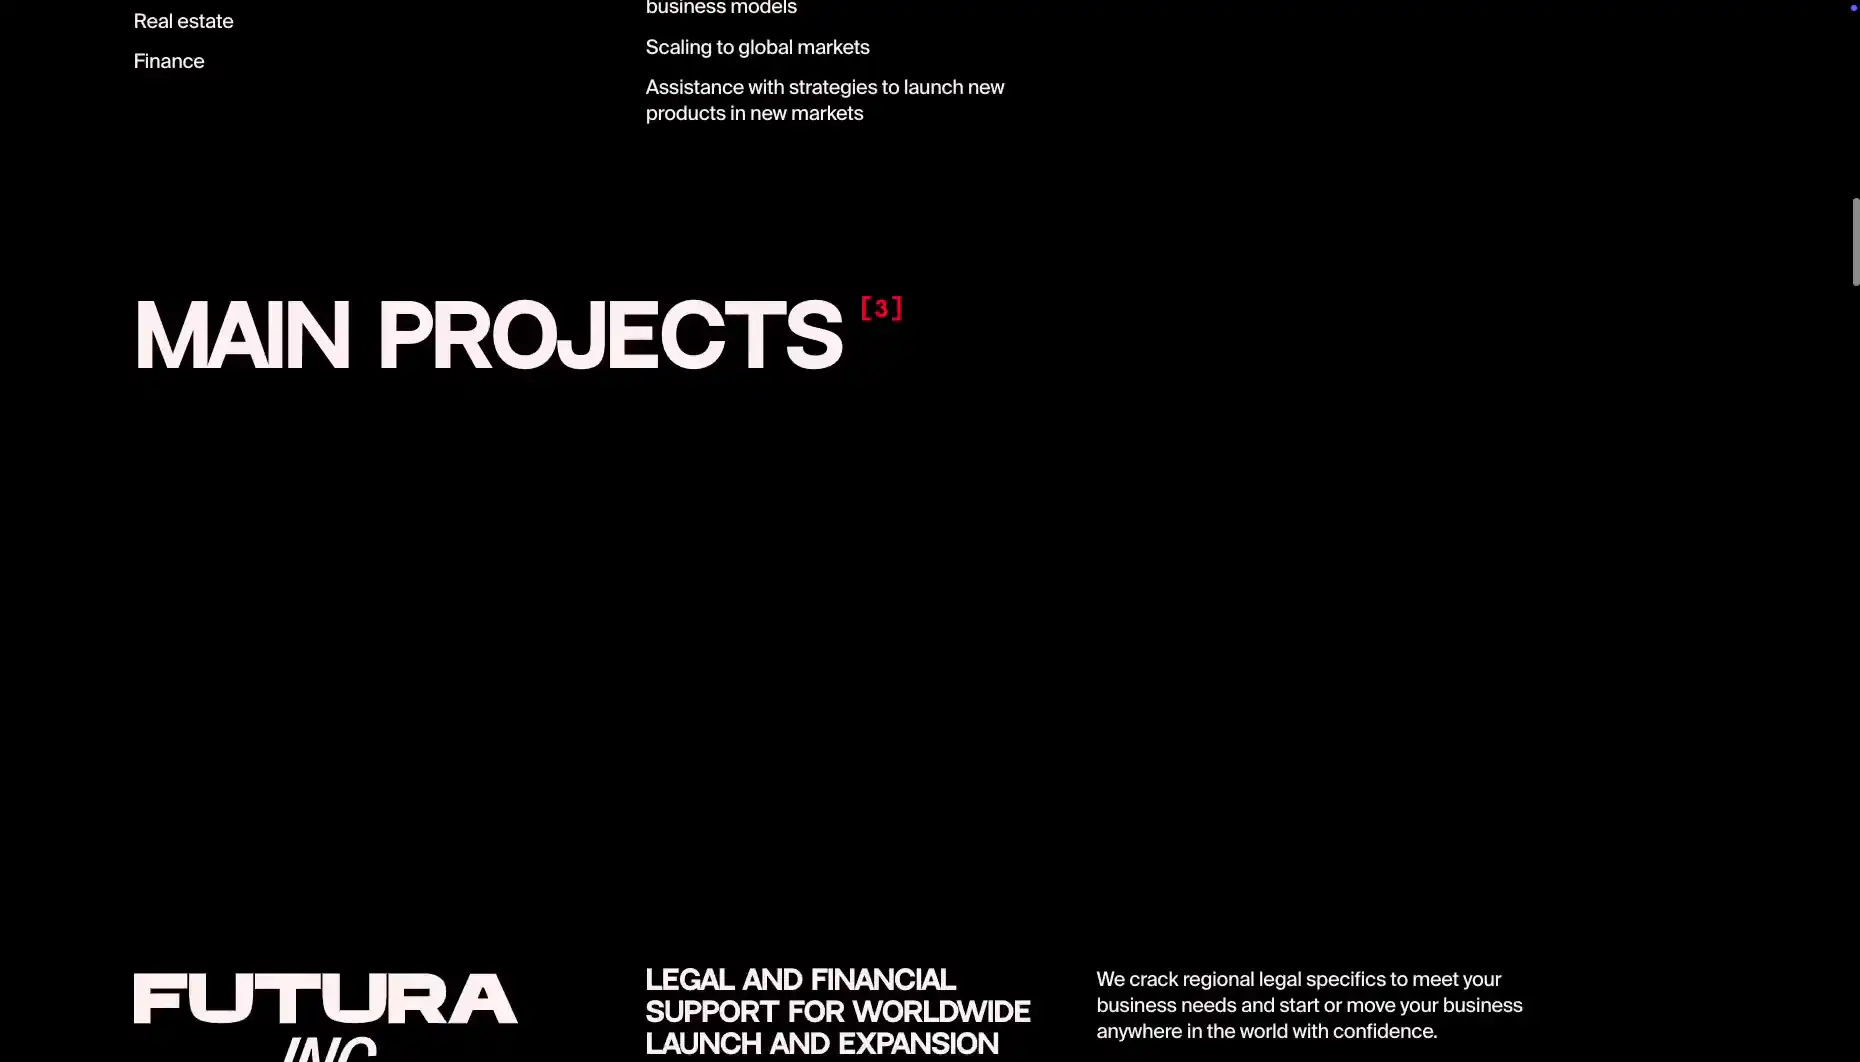 Real estate
Finance
business models
Scaling to global markets
Assistance with strategies to launch new
products in new markets
MAIN PROJECTS [3]
FUTURA
INC
LEGAL AND FINANCIAL
SUPPORT FOR WORLDWIDE
LAUNCH AND EXPANSION
We crack regional legal specifics to meet your
business needs and start or move your business
anywhere in the world with confidence.